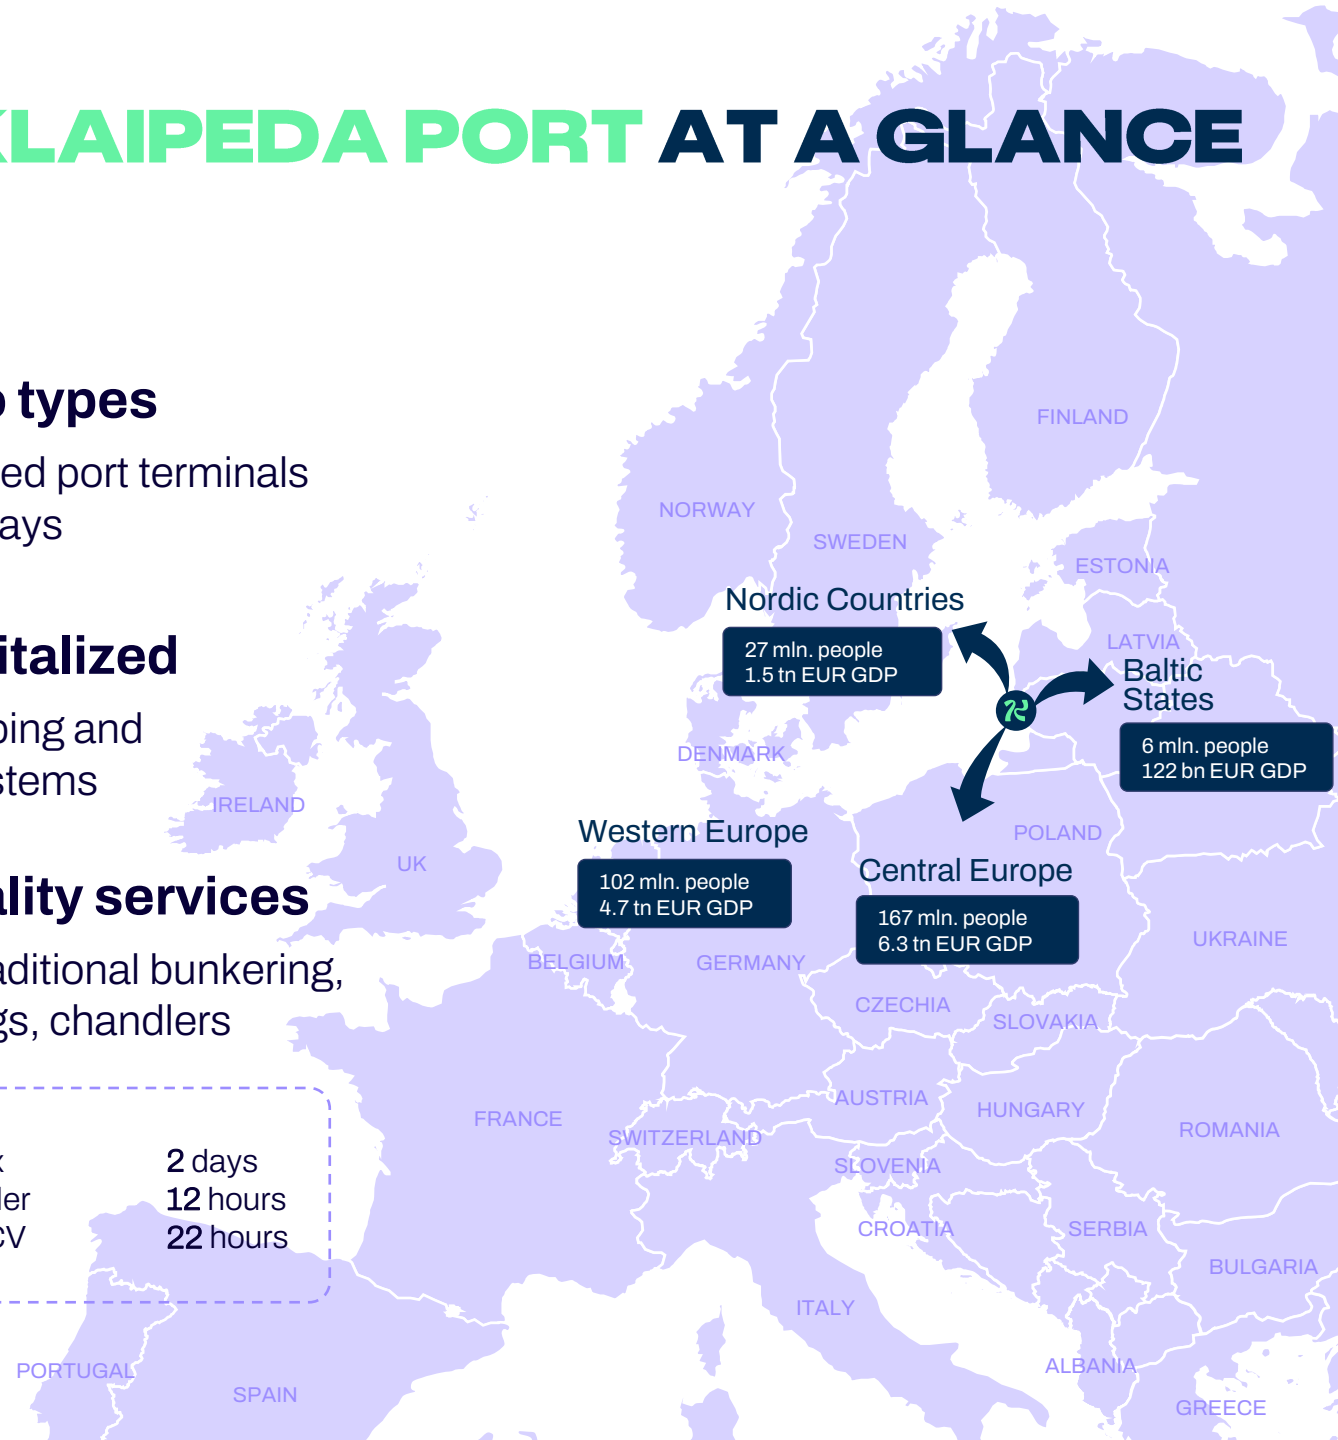 KLAIPEDA PORT AT A GLANCE
types
ed port terminals
ays
italized
ping and
stems
ality services
aditional bunkering,
gs, chandlers
2 days
ler 12 hours
CV 22 hours
FINLAND
NORWAY
SWEDEN
ESTONIA
Nordic Countries
27 mln. people
1.5 tn EUR GDP
LATVIA
Baltic
States
6 mln. people
122 bn EUR GDP
DENMARK
IRELAND
UK
Western Europe
102 mln. people
4.7 tn EUR GDP
POLAND
Central Europe
167 mln. people
6.3 tn EUR GDP
UKRAINE
BELGIUM
GERMANY
CZECHIA
SLOVAKIA
FRANCE
SWITZERLAND
AUSTRIA
HUNGARY
ROMANIA
SLOVENIA
CROATIA
SERBIA
BULGARIA
ITALY
PORTUGAL
SPAIN
ALBANIA
GREECE